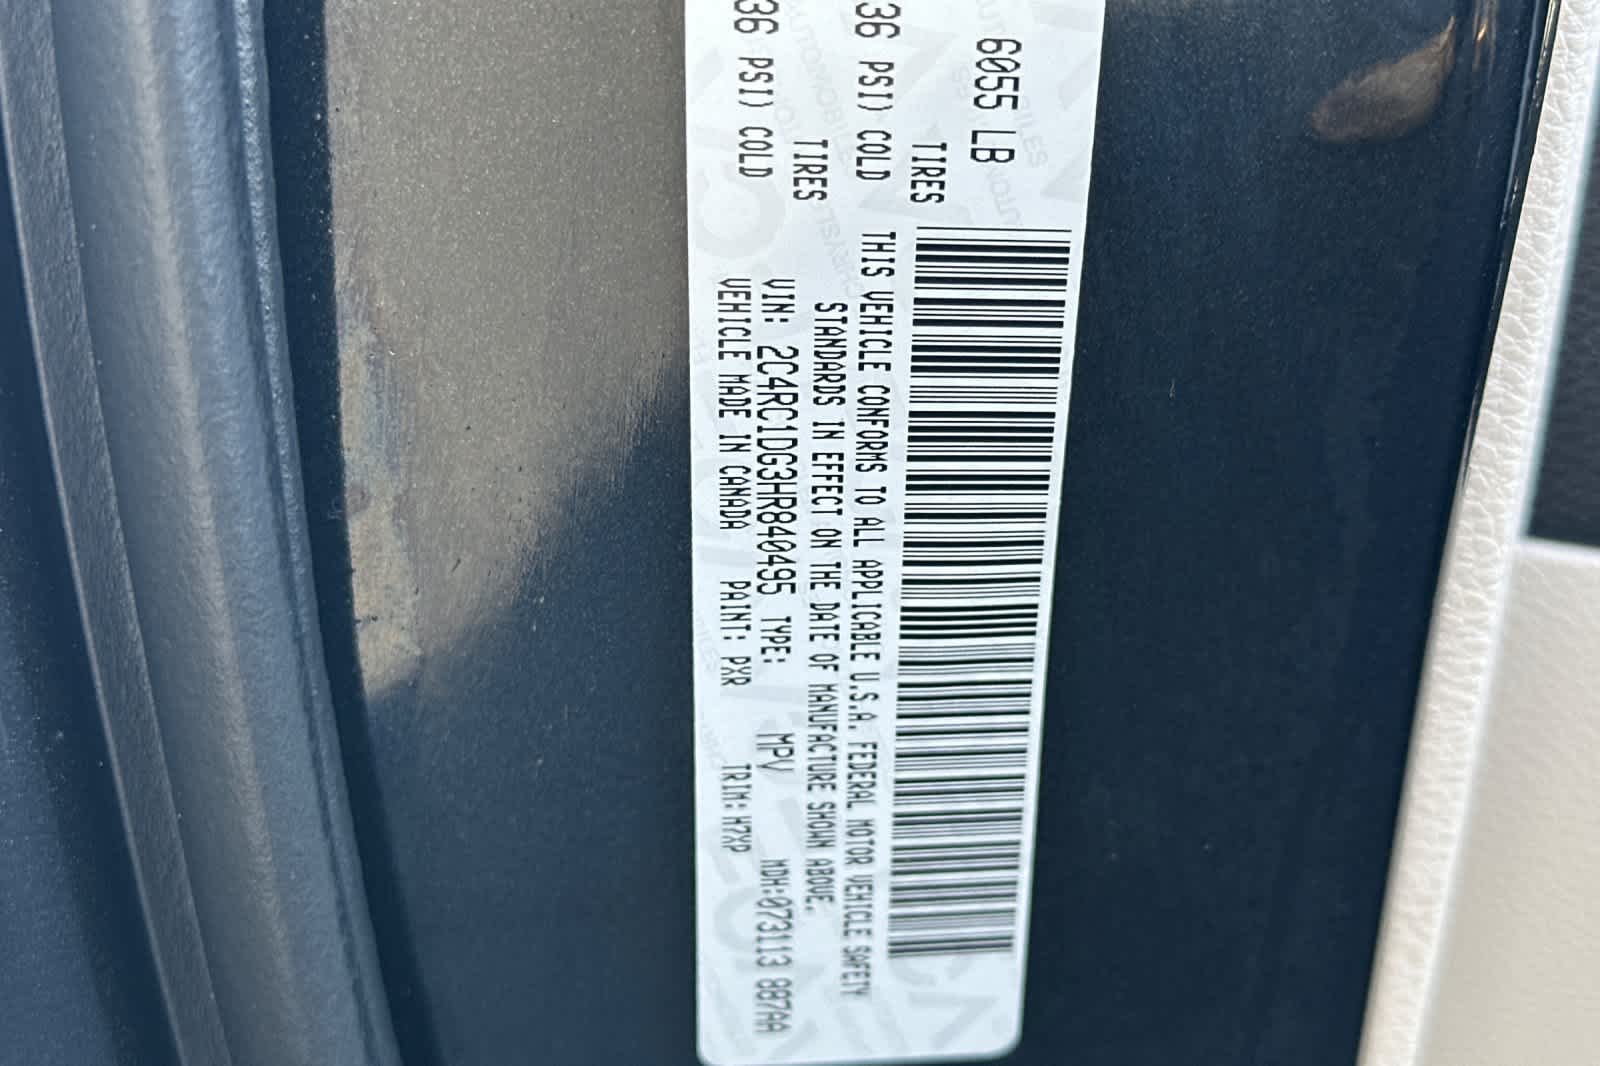 6055 LB
TIRES
36 PSI) COLD
TIRES
36 PSI) COLD
THIS VEHICLE CONFORMS TO ALL APPLICABLE U.S.A. FEDERAL MOTOR VEHICLE SAFETY
STANDARDS IN EFFECT ON THE DATE OF MANUFACTURE SHOWN ABOVE.
VIN: 2C4RC1DG3HR840495 TYPE: MPV MDH:073113 887AA
VEHICLE MADE IN CANADA PAINT: PXR TRIM:H7XP